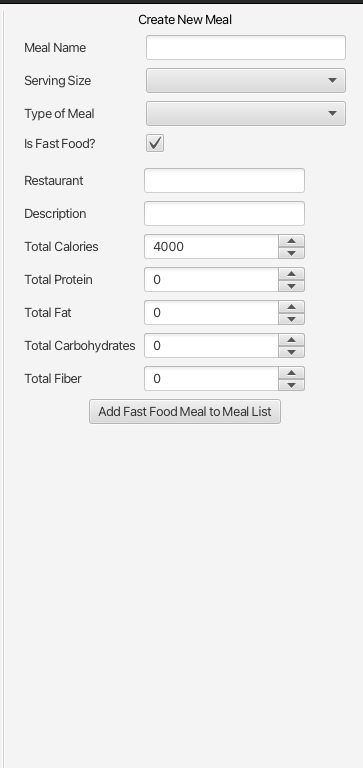 Create New Meal
Meal Name
Serving Size
Type of Meal
Is Fast Food?
Restaurant
Description
Total Calories 4000
Total Protein 0
Total Fat 0
Total Carbohydrates 0
Total Fiber 0
Add Fast Food Meal to Meal List